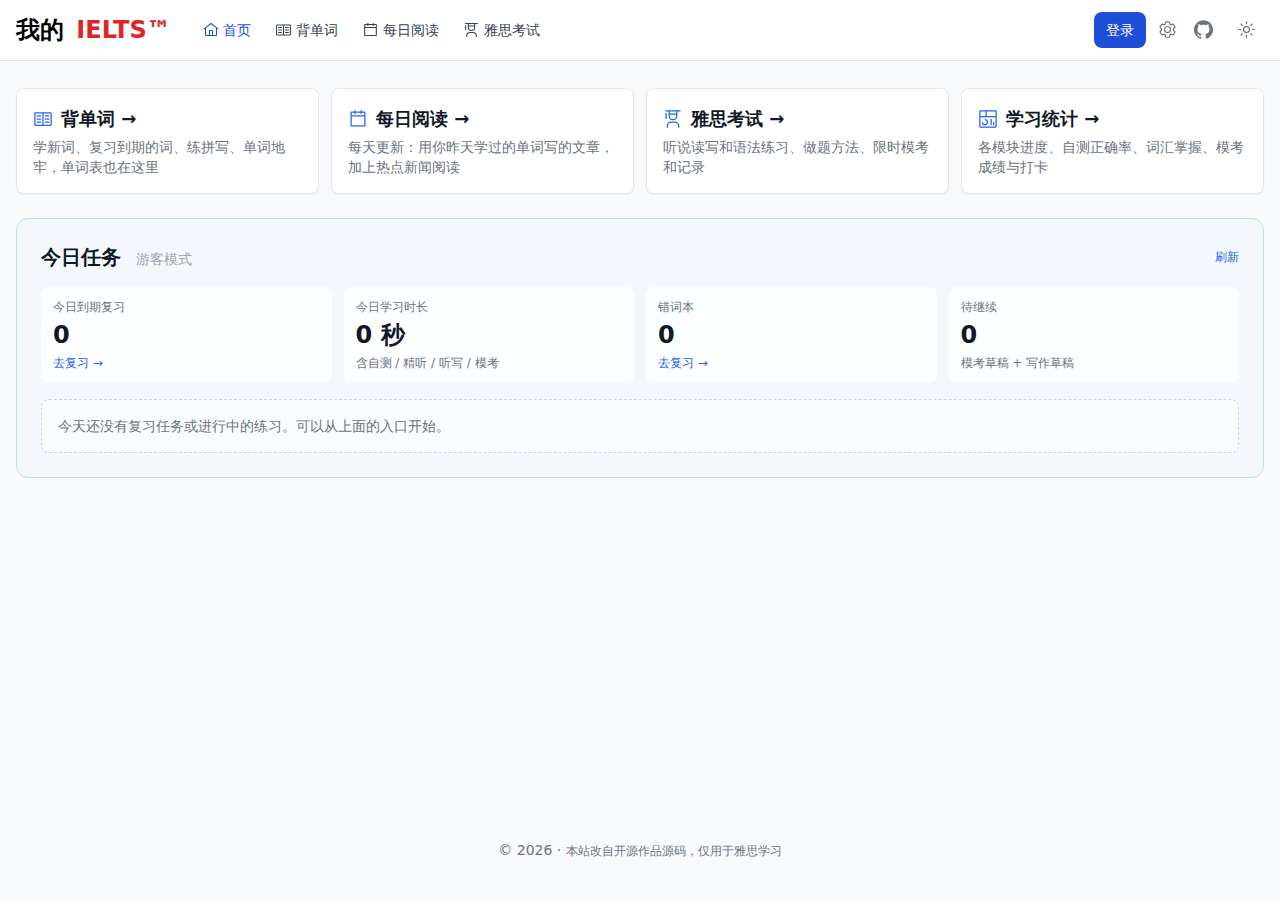 我的 IELTS™ 首页 背单词 每日阅读 雅思考试 登录
背单词 →
学新词、复习到期的词、练拼写、单词地
牢，单词表也在这里
每日阅读 →
每天更新：用你昨天学过的单词写的文章，
加上热点新闻阅读
雅思考试 →
听说读写和语法练习、做题方法、限时模考
和记录
学习统计 →
各模块进度、自测正确率、词汇掌握、模考
成绩与打卡
今日任务 游客模式 刷新
今日到期复习
0
去复习 →
今日学习时长
0 秒
含自测 / 精听 / 听写 / 模考
错词本
0
去复习 →
待继续
0
模考草稿 + 写作草稿
今天还没有复习任务或进行中的练习。可以从上面的入口开始。
© 2026 · 本站改自开源作品源码，仅用于雅思学习